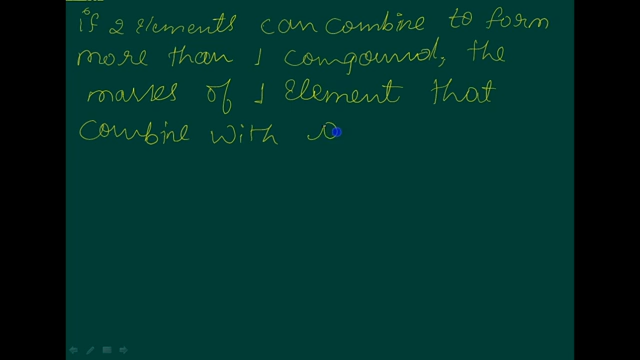 if 2 Elements can combine to form
more than 1 compound, the
masses of 1 Element that
combine with